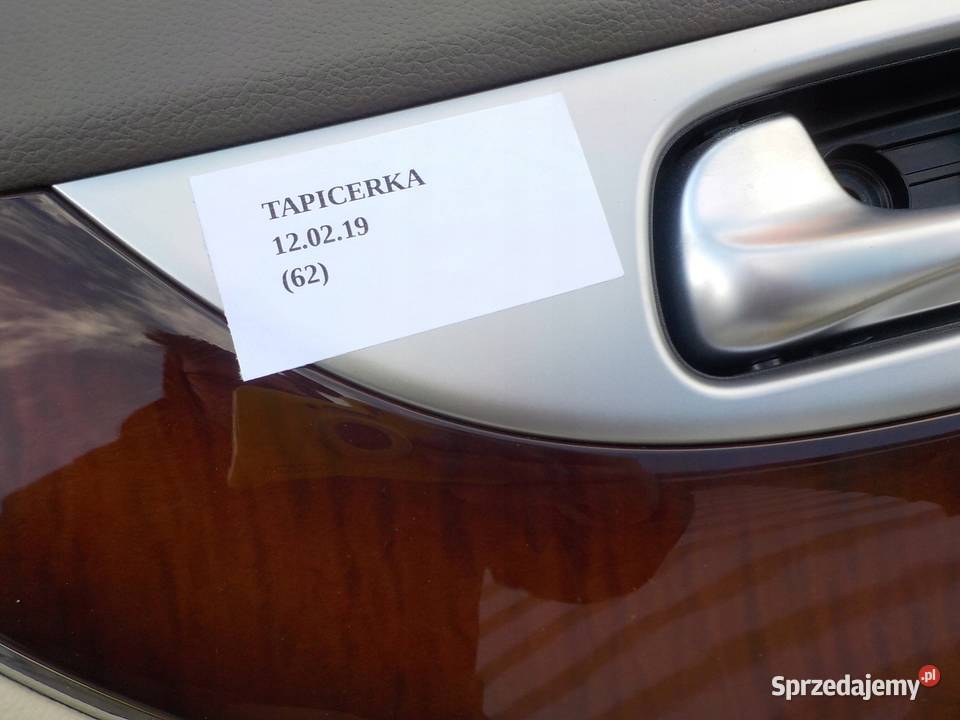 TAPICERKA
12.02.19
(62)
Sprzedajemy.pl